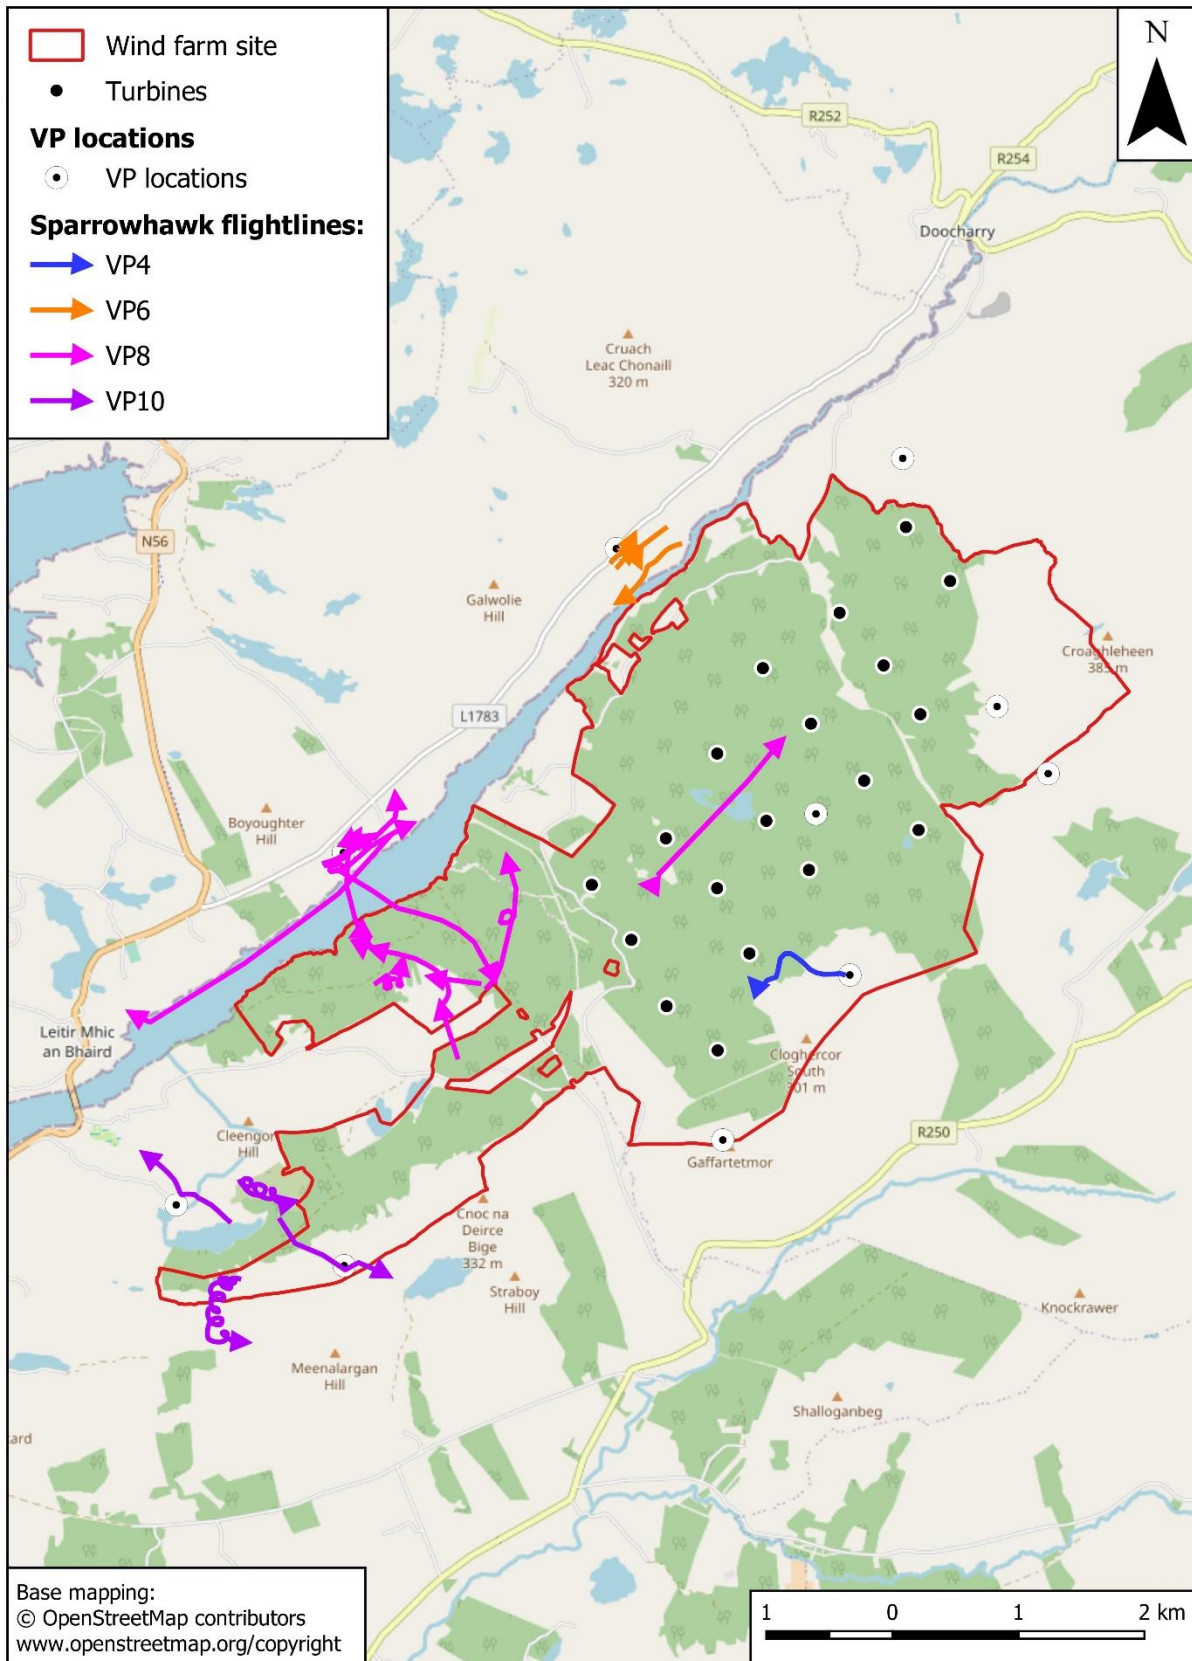 Wind farm site
Turbines
VP locations
VP locations
Sparrowhawk flightlines:
VP4
VP6
VP8
VP10
N
R252
R254
Doocharry
Cruach
Leac Chonaill
320 m
N56
Galwolie
Hill
Croaghleheen
385 m
L1783
Boyoughter
Hill
Leitir Mhic
an Bhaird
Cloghercor
South
301 m
Cleengort
Hill
R250
Gaffartetmor
Cnoc na
Deirce
Bige
332 m
Straboy
Hill
Knockrawer
Meenalargan
Hill
Shalloganbeg
ard
Base mapping:
© OpenStreetMap contributors
www.openstreetmap.org/copyright
1 0 1 2 km